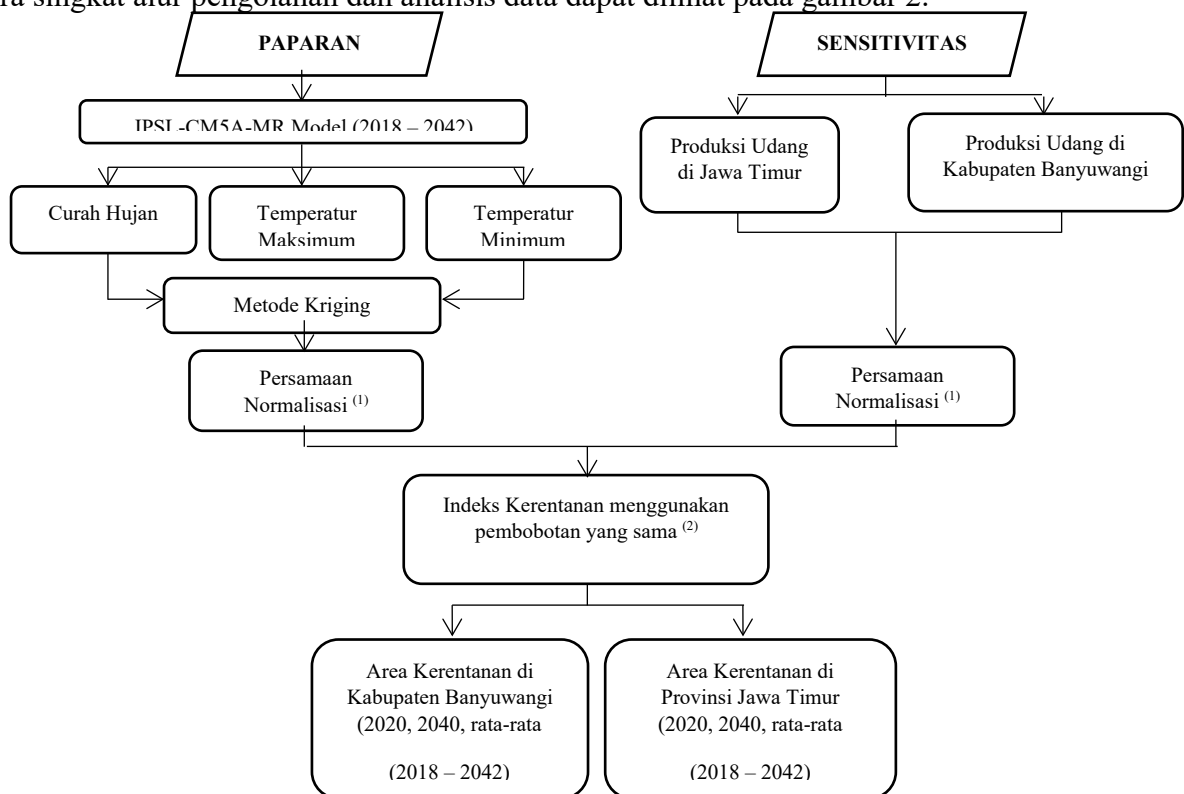 ra singkat alur pengolahan dan analisis data dapat dilihat pada gambar 2.
PAPARAN
SENSITIVITAS
IPSL-CM5A-MR Model (2018 – 2042)
Produksi Udang
di Jawa Timur
Produksi Udang di
Kabupaten Banyuwangi
Curah Hujan
Temperatur
Maksimum
Temperatur
Minimum
Metode Kriging
Persamaan
Normalisasi (1)
Persamaan
Normalisasi (1)
Indeks Kerentanan menggunakan
pembobotan yang sama (2)
Area Kerentanan di
Kabupaten Banyuwangi
(2020, 2040, rata-rata
(2018 – 2042)
Area Kerentanan di
Provinsi Jawa Timur
(2020, 2040, rata-rata
(2018 – 2042)